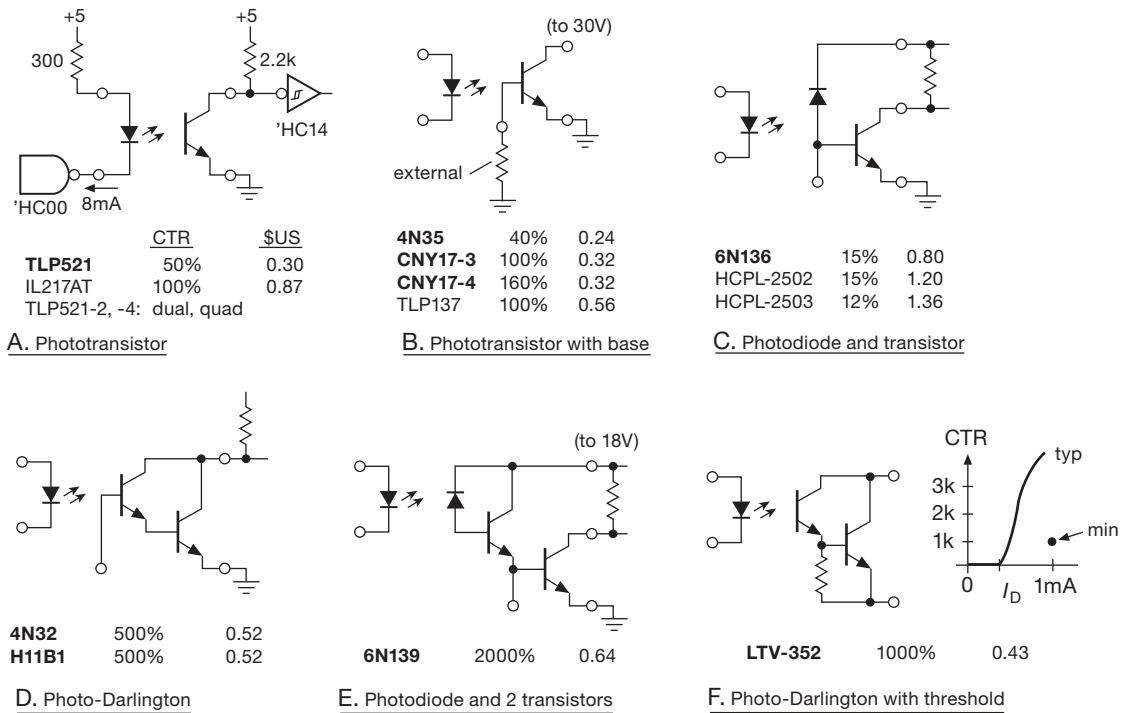 +5
+5
300
2.2k
'HC14
'HC00
8mA
CTR $US
TLP521 50% 0.30
IL217AT 100% 0.87
TLP521-2, -4: dual, quad
A. Phototransistor
(to 30V)
external
4N35 40% 0.24
CNY17-3 100% 0.32
CNY17-4 160% 0.32
TLP137 100% 0.56
B. Phototransistor with base
6N136 15% 0.80
HCPL-2502 15% 1.20
HCPL-2503 12% 1.36
C. Photodiode and transistor
4N32 500% 0.52
H11B1 500% 0.52
D. Photo-Darlington
(to 18V)
6N139 2000% 0.64
E. Photodiode and 2 transistors
CTR
typ
3k
2k
1k
min
0 ID 1mA
LTV-352 1000% 0.43
F. Photo-Darlington with threshold